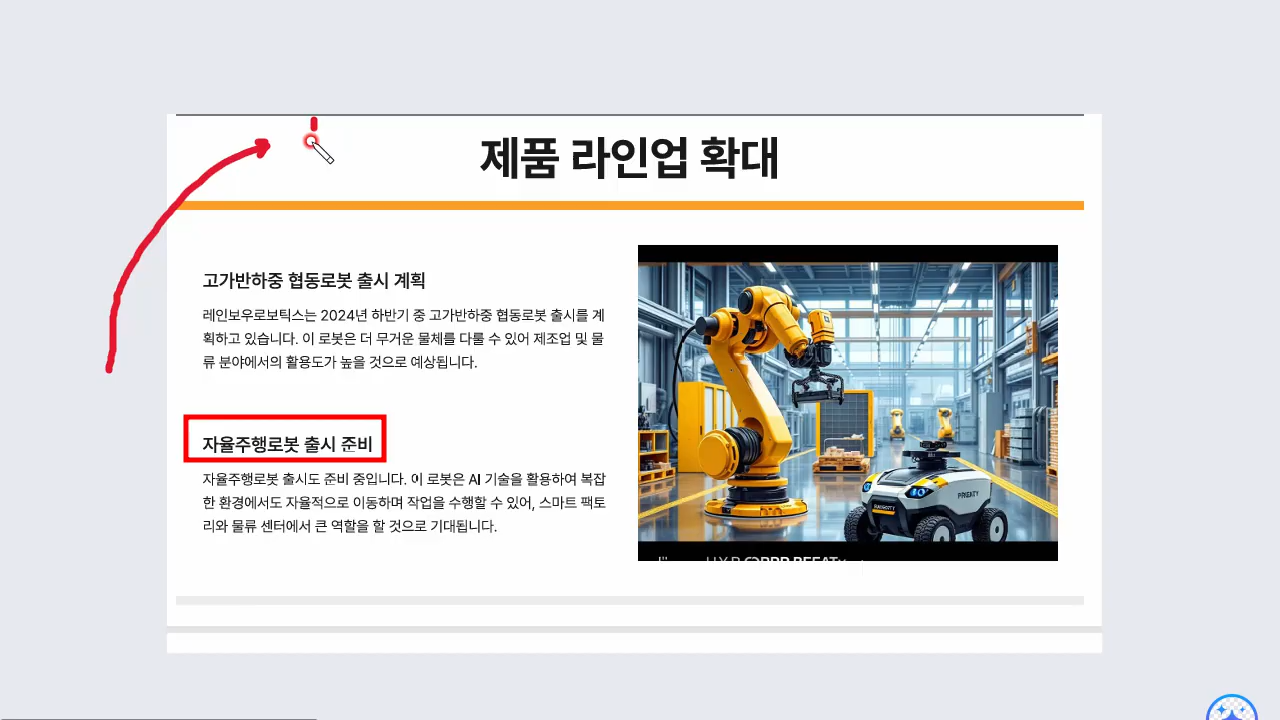 제품 라인업 확대
고가반하중 협동로봇 출시 계획
레인보우로보틱스는 2024년 하반기 중 고가반하중 협동로봇 출시를 계
획하고 있습니다. 이 로봇은 더 무거운 물체를 다룰 수 있어 제조업 및 물
류 분야에서의 활용도가 높을 것으로 예상됩니다.
자율주행로봇 출시 준비
자율주행로봇 출시도 준비 중입니다. 이 로봇은 AI 기술을 활용하여 복잡
한 환경에서도 자율적으로 이동하며 작업을 수행할 수 있어, 스마트 팩토
리와 물류 센터에서 큰 역할을 할 것으로 기대됩니다.